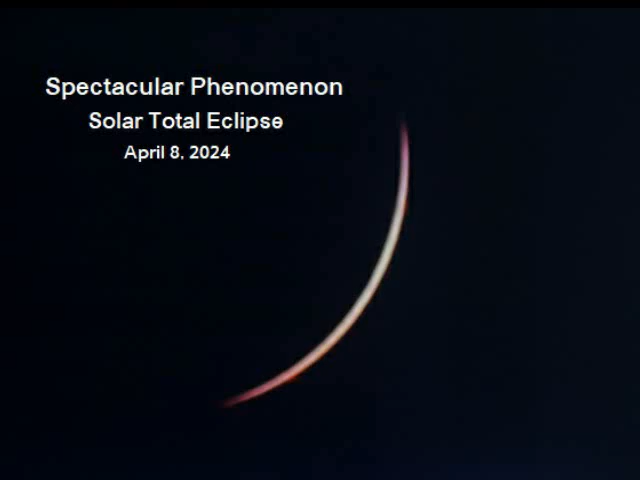 Spectacular Phenomenon
Solar Total Eclipse
April 8, 2024